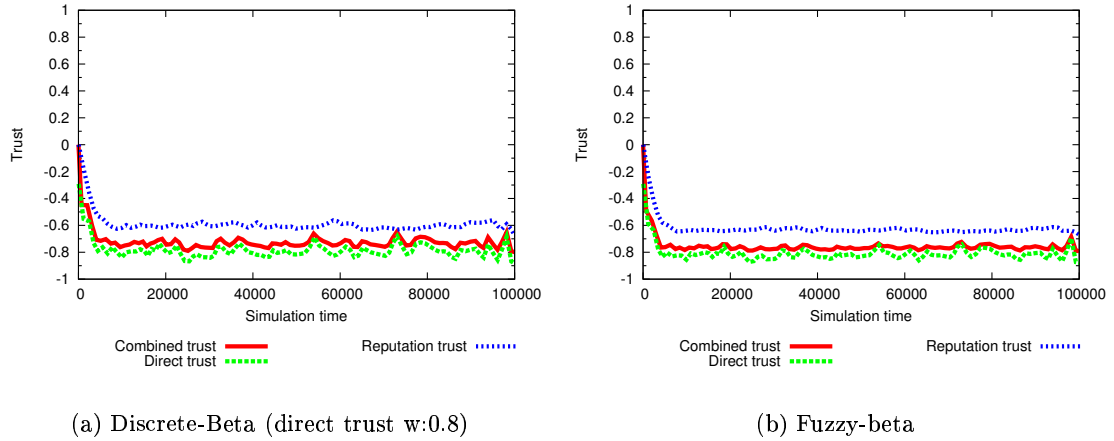 1
0.8
0.6
0.4
0.2
0
-0.2
-0.4
-0.6
-0.8
-1
Trust
0 20000 40000 60000 80000 100000
Simulation time
Combined trust
Direct trust
Reputation trust
(a) Discrete-Beta (direct trust w:0.8)
1
0.8
0.6
0.4
0.2
0
-0.2
-0.4
-0.6
-0.8
-1
Trust
0 20000 40000 60000 80000 100000
Simulation time
Combined trust
Direct trust
Reputation trust
(b) Fuzzy-beta